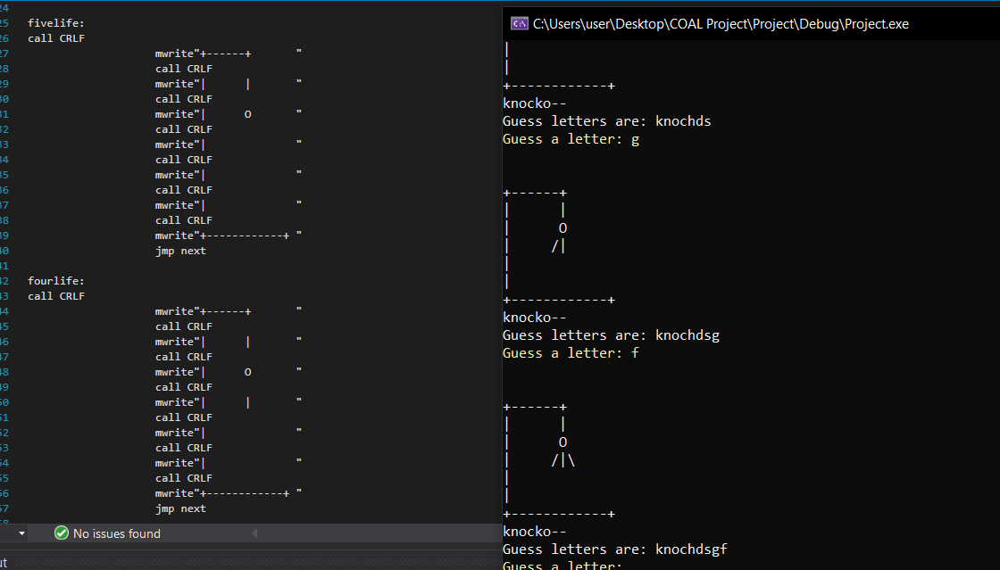 24
25 fivelife:
26 call CRLF
27 mwrite"+------+       "
28 call CRLF
29 mwrite"|      |       "
30 call CRLF
31 mwrite"|      O       "
32 call CRLF
33 mwrite"|              "
34 call CRLF
35 mwrite"|              "
36 call CRLF
37 mwrite"|              "
38 call CRLF
39 mwrite"+------------+ "
40 jmp next
41
42 fourlife:
43 call CRLF
44 mwrite"+------+       "
45 call CRLF
46 mwrite"|      |       "
47 call CRLF
48 mwrite"|      O       "
49 call CRLF
50 mwrite"|      |       "
51 call CRLF
52 mwrite"|              "
53 call CRLF
54 mwrite"|              "
55 call CRLF
56 mwrite"+------------+ "
57 jmp next
No issues found
C:\Users\user\Desktop\COAL Project\Project\Debug\Project.exe
|
|
+------------+
knocko--
Guess letters are: knochds
Guess a letter: g
+------+
|      |
|      O
|     /|
|
|
+------------+
knocko--
Guess letters are: knochdsg
Guess a letter: f
+------+
|      |
|      O
|     /|\
|
|
+------------+
knocko--
Guess letters are: knochdsgf
Guess a letter: